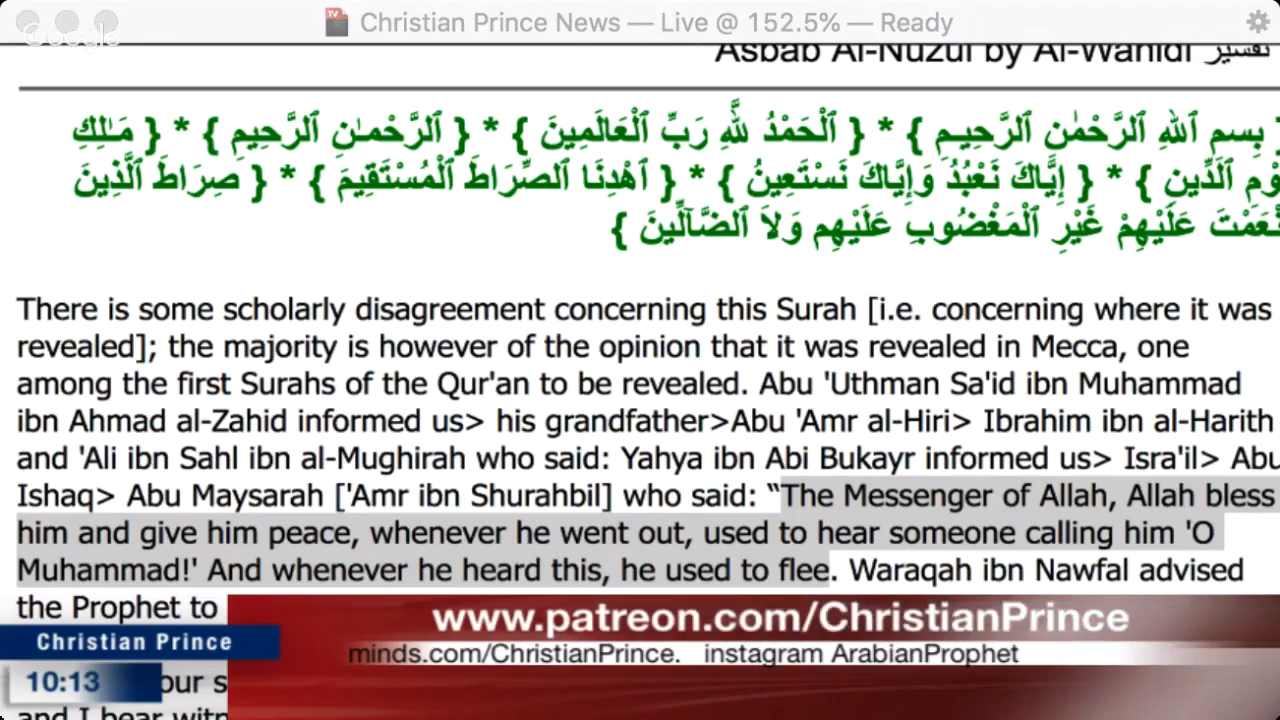 Christian Prince News — Live @ 152.5% — Ready
Google
Asbab Al-Nuzul by Al-Wahidi تفسير
بِسمِ ٱللهِ ٱلرَّحْمٰنِ ٱلرَّحِيـمِ } * { ٱلْحَمْدُ للَّهِ رَبِّ ٱلْعَالَمِينَ } * { ٱلرَّحْمـٰنِ ٱلرَّحِيمِ } * { مَـٰلِكِ
ٱلدِّينِ } * { إِيَّاكَ نَعْبُدُ وَإِيَّاكَ نَسْتَعِينُ } * { ٱهْدِنَا ٱلصِّرَاطَ ٱلْمُسْتَقِيمَ } * { صِرَاطَ ٱلَّذِينَ
عَلَيْهِمْ غَيْرِ ٱلْمَغْضُوبِ عَلَيْهِم وَلاَ ٱلضَّآلِّينَ }
There is some scholarly disagreement concerning this Surah [i.e. concerning where it was
revealed]; the majority is however of the opinion that it was revealed in Mecca, one
among the first Surahs of the Qur'an to be revealed. Abu 'Uthman Sa'id ibn Muhammad
ibn Ahmad al-Zahid informed us> his grandfather>Abu 'Amr al-Hiri> Ibrahim ibn al-Harith
and 'Ali ibn Sahl ibn al-Mughirah who said: Yahya ibn Abi Bukayr informed us> Isra'il> Abu
Ishaq> Abu Maysarah ['Amr ibn Shurahbil] who said: “The Messenger of Allah, Allah bless
him and give him peace, whenever he went out, used to hear someone calling him 'O
Muhammad!' And whenever he heard this, he used to flee. Waraqah ibn Nawfal advised
the Prophet to
www.patreon.com/ChristianPrince
Christian Prince
minds.com/ChristianPrince. instagram ArabianProphet
10:13
and I bear